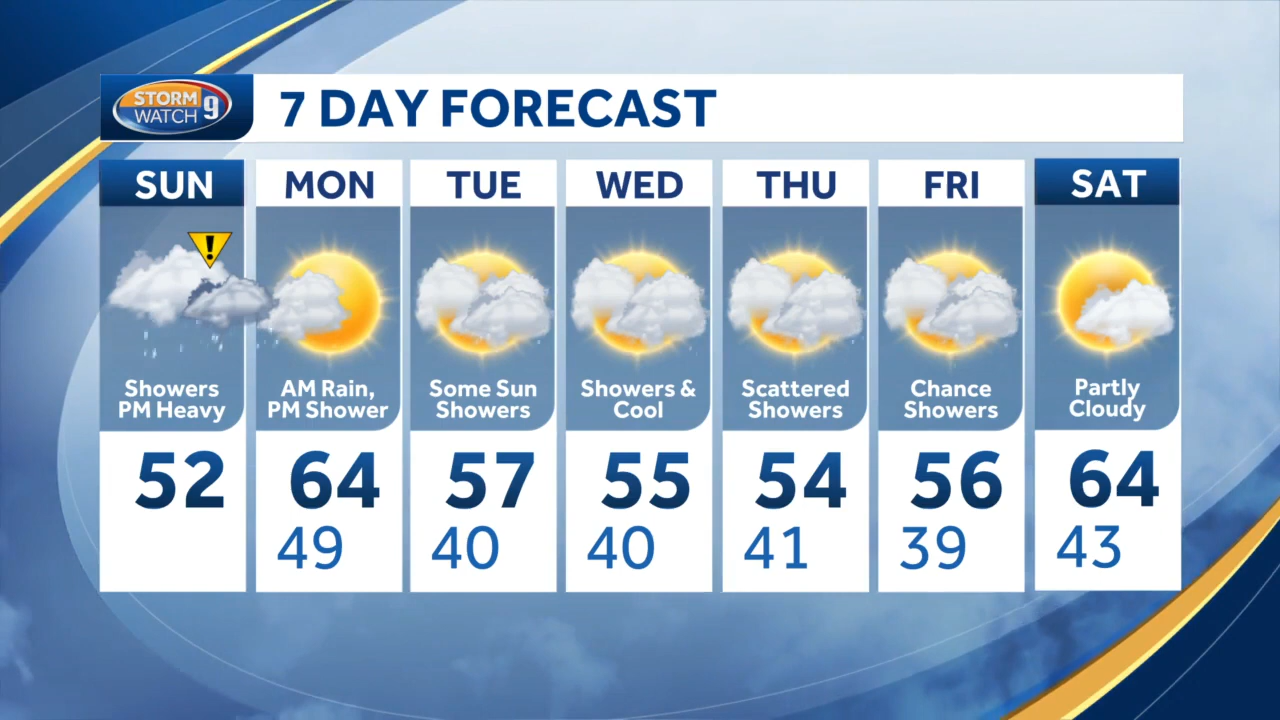 STORM
WATCH 9
7 DAY FORECAST
SUN
MON
TUE
WED
THU
FRI
SAT
!
Showers
PM Heavy
AM Rain,
PM Shower
Some Sun
Showers
Showers &
Cool
Scattered
Showers
Chance
Showers
Partly
Cloudy
52
64
57
55
54
56
64
49
40
40
41
39
43